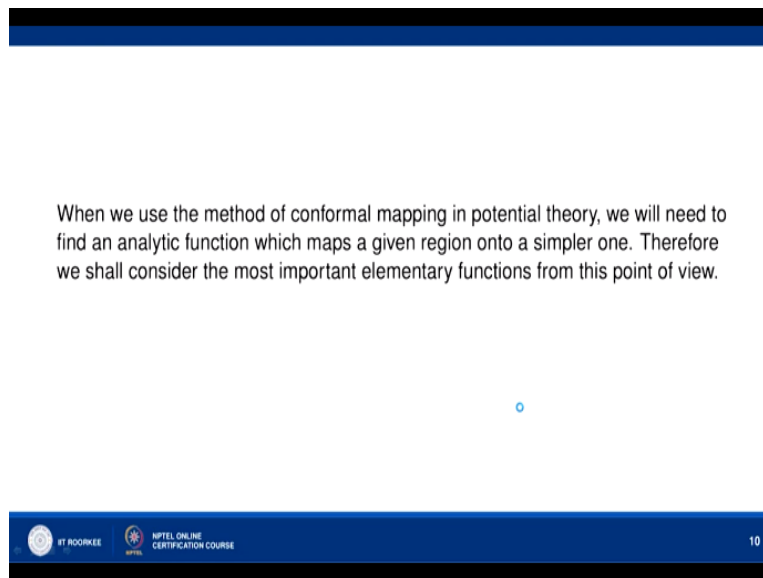 When we use the method of conformal mapping in potential theory, we will need to
find an analytic function which maps a given region onto a simpler one. Therefore
we shall consider the most important elementary functions from this point of view.
IIT ROORKEE
NPTEL
NPTEL ONLINE
CERTIFICATION COURSE
10